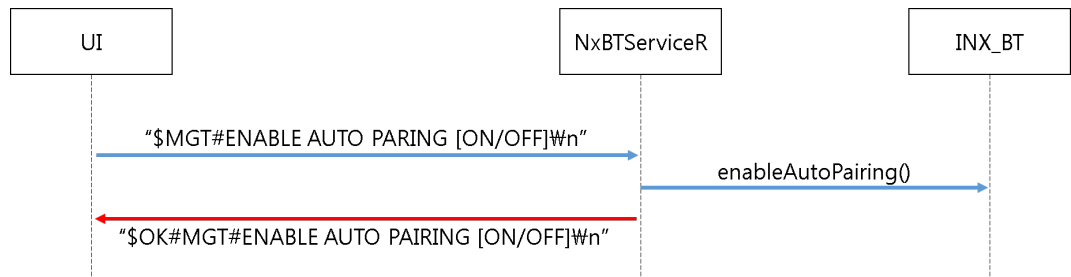 UI
NxBTServiceR
INX_BT
“$MGT#ENABLE AUTO PARING [ON/OFF]₩n”
enableAutoPairing()
“$OK#MGT#ENABLE AUTO PAIRING [ON/OFF]₩n”